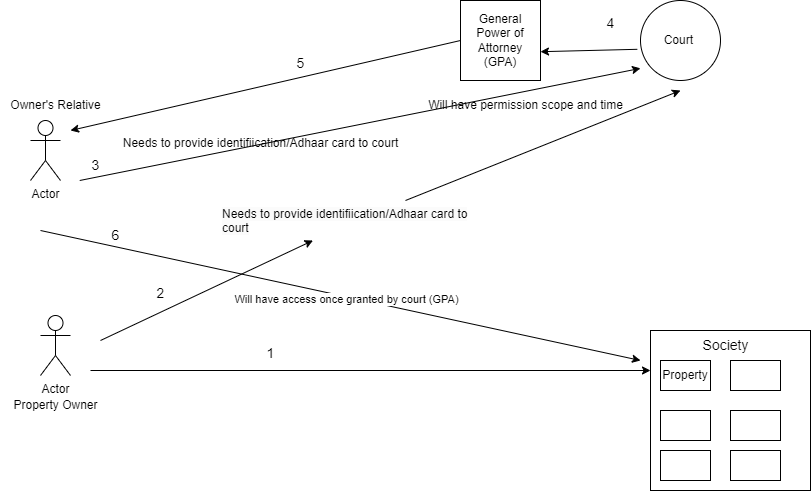 General
Power of
Attorney
(GPA)
4
Court
5
Owner's Relative
Will have permission scope and time
Needs to provide identifiication/Adhaar card to court
3
Actor
Needs to provide identifiication/Adhaar card to
court
6
2
Will have access once granted by court (GPA)
1
Society
Property
Actor
Property Owner